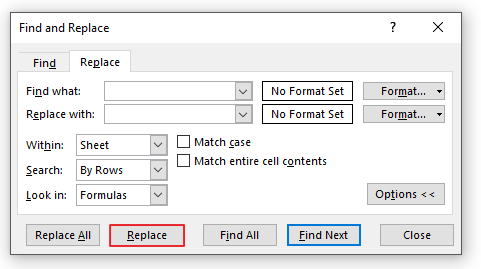 Find and Replace ? ×
Find Replace
Find what: No Format Set Format...
Replace with: No Format Set Format...
Within: Sheet Match case
Match entire cell contents
Search: By Rows
Look in: Formulas Options <<
Replace All Replace Find All Find Next Close